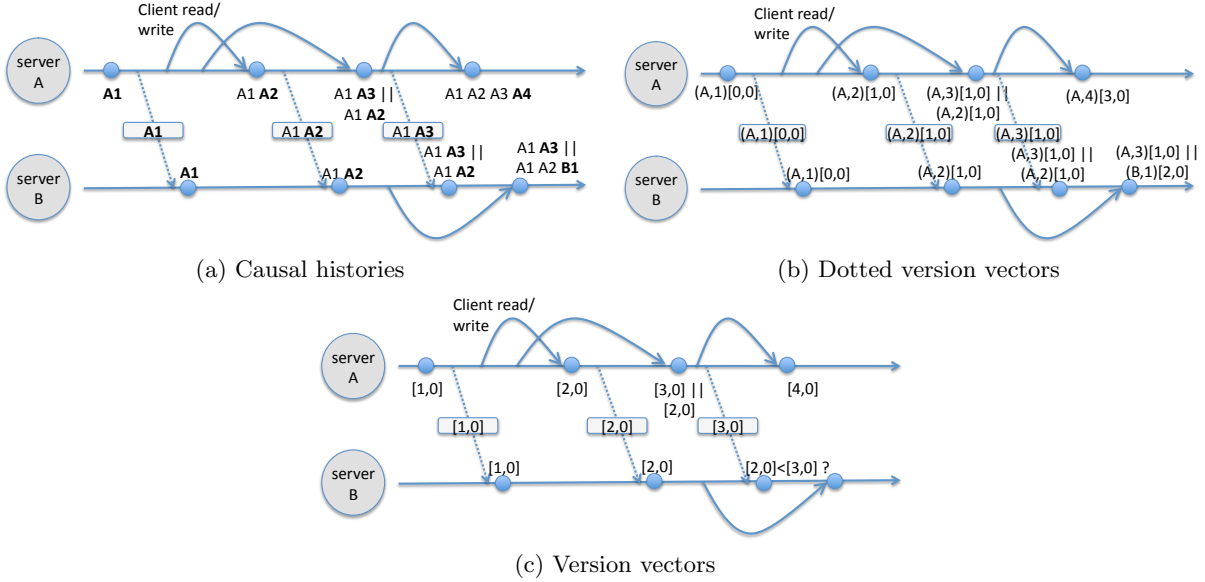 Client read/
write
server
A
A1
A1 A2
A1 A3 ||
A1 A2
A1 A2 A3 A4
A1
A1 A2
A1 A3
server
B
A1
A1 A2
A1 A3 ||
A1 A2
A1 A3 ||
A1 A2 B1
(a) Causal histories
Client read/
write
server
A
(A,1)[0,0]
(A,2)[1,0]
(A,3)[1,0] ||
(A,2)[1,0]
(A,4)[3,0]
(A,1)[0,0]
(A,2)[1,0]
(A,3)[1,0]
server
B
(A,1)[0,0]
(A,2)[1,0]
(A,3)[1,0] ||
(A,2)[1,0]
(A,3)[1,0] ||
(B,1)[2,0]
(b) Dotted version vectors
Client read/
write
server
A
[1,0]
[2,0]
[3,0] ||
[2,0]
[4,0]
[1,0]
[2,0]
[3,0]
server
B
[1,0]
[2,0]
[2,0]<[3,0] ?
(c) Version vectors